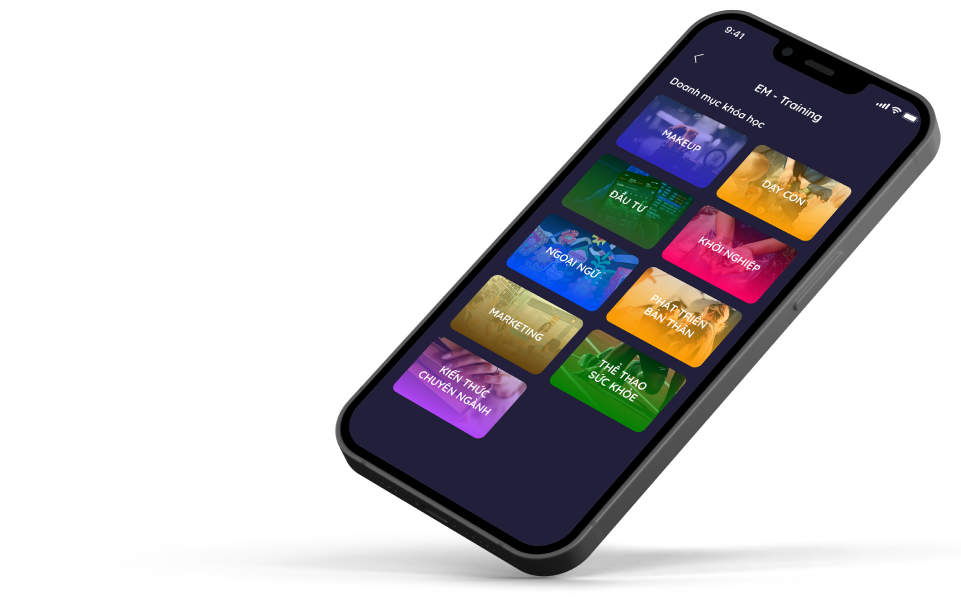 9:41
EM - Training
Doanh mục khóa học
MAKEUP
DẠY CON
ĐẦU TƯ
KHỞI NGHIỆP
NGOẠI NGỮ
PHÁT TRIỂN
BẢN THÂN
MARKETING
THỂ THAO
SỨC KHỎE
KIẾN THỨC
CHUYÊN NGÀNH